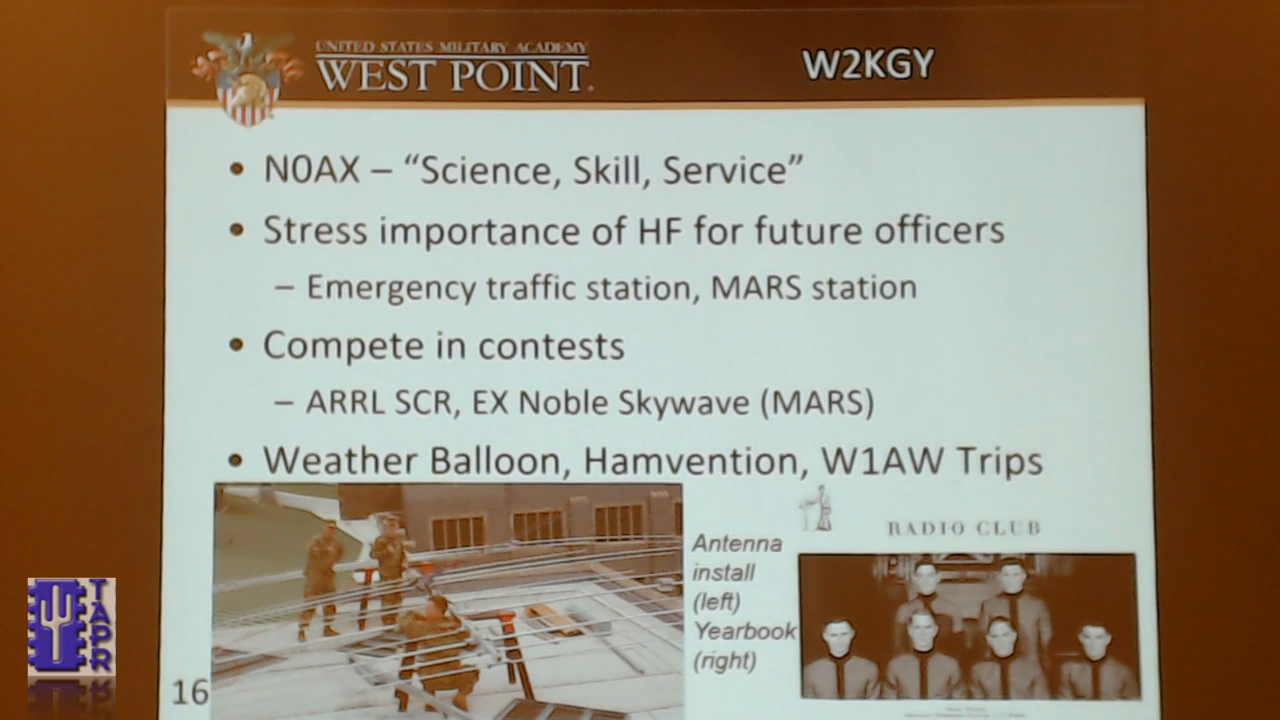 UNITED STATES MILITARY ACADEMY
WEST POINT.
W2KGY
• N0AX – “Science, Skill, Service”
• Stress importance of HF for future officers
– Emergency traffic station, MARS station
• Compete in contests
– ARRL SCR, EX Noble Skywave (MARS)
• Weather Balloon, Hamvention, W1AW Trips
Antenna
install
(left)
Yearbook
(right)
RADIO CLUB
16
TAPR